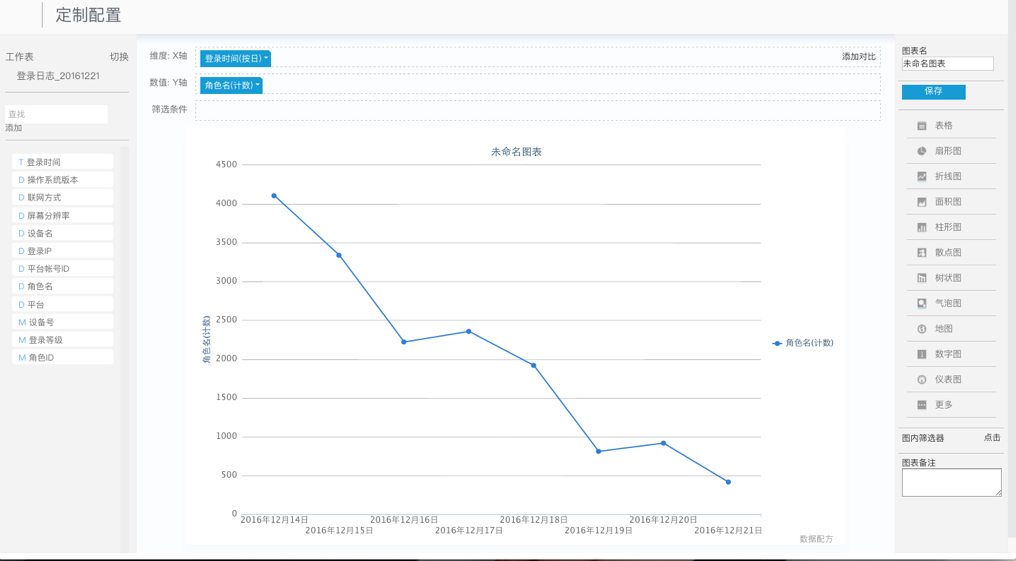 定制配置
工作表 切换
登录日志_20161221
查找
添加
T 登录时间
D 操作系统版本
D 联网方式
D 屏幕分辨率
D 设备名
D 登录IP
D 平台帐号ID
D 角色名
D 平台
M 设备号
M 登录等级
M 角色ID
维度: X轴 登录时间(按日) 添加对比
数值: Y轴 角色名(计数)
筛选条件
未命名图表
4500
4000
3500
3000
2500
2000
1500
1000
500
0
角色名(计数)
2016年12月14日
2016年12月15日
2016年12月16日
2016年12月17日
2016年12月18日
2016年12月19日
2016年12月20日
2016年12月21日
角色名(计数)
数据配方
图表名
未命名图表
保存
表格
扇形图
折线图
面积图
柱形图
散点图
树状图
气泡图
地图
数字图
仪表图
更多
图内筛选器 点击
图表备注